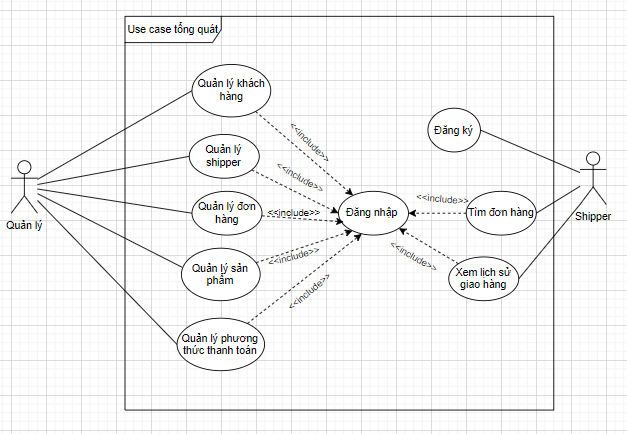 Use case tổng quát
Quản lý khách
hàng
<<include>>
Đăng ký
Quản lý
shipper
<<include>>
Quản lý
Quản lý đơn
hàng
<<include>>
Đăng nhập
<<include>>
Tìm đơn hàng
Shipper
Quản lý sản
phẩm
<<include>>
<<include>>
Xem lịch sử
giao hàng
<<include>>
Quản lý phương
thức thanh toán